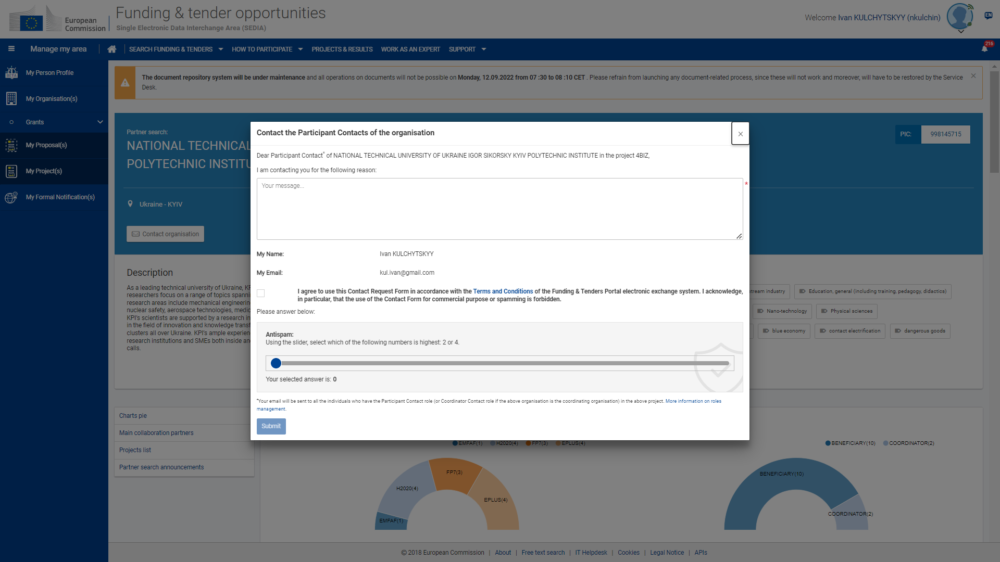 European
Commission
Funding & tender opportunities
Single Electronic Data Interchange Area (SEDIA)
Welcome Ivan KULCHYTSKYY (nkulchin)
EN
Manage my area
SEARCH FUNDING & TENDERS
HOW TO PARTICIPATE
PROJECTS & RESULTS
WORK AS AN EXPERT
SUPPORT
216
BETA
My Person Profile
My Organisation(s)
Grants
My Proposal(s)
My Project(s)
My Formal Notification(s)
The document repository system will be under maintenance and all operations on documents will not be possible on Monday, 12.09.2022 from 07 :30 to 08 :10 CET . Please refrain from launching any document-related process, since these will not work and moreover, will have to be restored by the Service
Desk.
Partner search:
NATIONAL TECHNICAL
POLYTECHNIC INSTITU
PIC:
998145715
Ukraine - KYIV
Contact organisation
Description
As a leading technical university of Ukraine,
researchers focus on a range of topics
research areas include mechanical
nuclear safety, aerospace technologies,
KPI's scientists are supported by a research
in the field of innovation and knowledge
clusters all over Ukraine. KPI's ample
research institutions and SMEs both inside
calls.
Contact the Participant Contacts of the organisation
Dear Participant Contact* of NATIONAL TECHNICAL UNIVERSITY OF UKRAINE IGOR SIKORSKY KYIV POLYTECHNIC INSTITUTE in the project 4BIZ,
I am contacting you for the following reason:
Your message...
*
My Name:
Ivan KULCHYTSKYY
My Email:
kul.ivan@gmail.com
I agree to use this Contact Request Form in accordance with the Terms and Conditions of the Funding & Tenders Portal electronic exchange system. I acknowledge,
in particular, that the use of the Contact Form for commercial purpose or spamming is forbidden.
Please answer below:
Antispam:
Using the slider, select which of the following numbers is highest: 2 or 4.
Your selected answer is: 0
*Your email will be sent to all the individuals who have the Participant Contact role (or Coordinator Contact role if the above organisation is the coordinating organisation) in the above project. More information on roles
management.
Submit
stream industry
Education, general (including training, pedagogy, didactics)
Nano-technology
Physical sciences
blue economy
contact electrification
dangerous goods
Charts pie
Main collaboration partners
Projects list
Partner search announcements
EMFAF(1)
H2020(4)
FP7(3)
EPLUS(4)
BENEFICIARY(10)
COORDINATOR(2)
FP7(3)
H2020(4)
EPLUS(4)
EMFAF(1)
BENEFICIARY(10)
COORDINATOR(2)
© 2018 European Commission | About | Free text search | IT Helpdesk | Cookies | Legal Notice | APIs